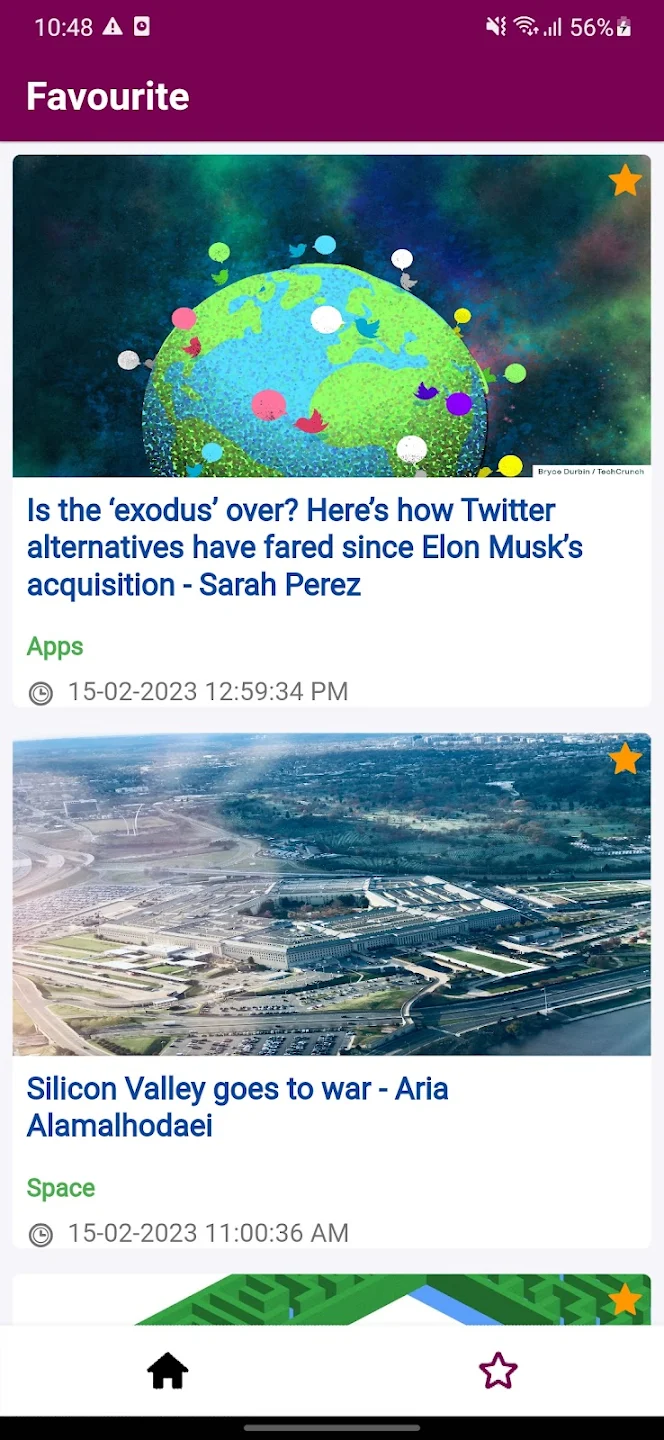 10:48
56%
Favourite
Bryce Durbin / TechCrunch
Is the ‘exodus’ over? Here’s how Twitter
alternatives have fared since Elon Musk’s
acquisition - Sarah Perez
Apps
15-02-2023 12:59:34 PM
Silicon Valley goes to war - Aria
Alamalhodaei
Space
15-02-2023 11:00:36 AM